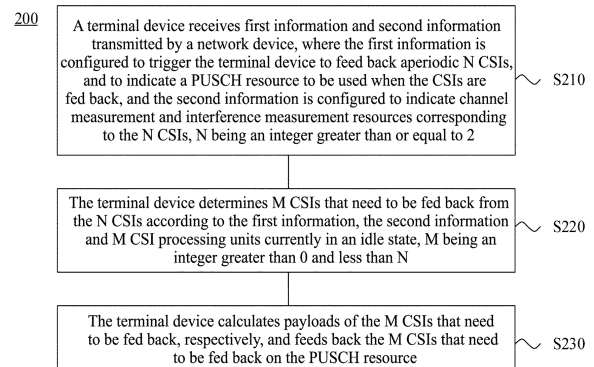 200
A terminal device receives first information and second information
transmitted by a network device, where the first information is
configured to trigger the terminal device to feed back aperiodic N CSIs,
and to indicate a PUSCH resource to be used when the CSIs are
fed back, and the second information is configured to indicate channel
measurement and interference measurement resources corresponding
to the N CSIs, N being an integer greater than or equal to 2
S210
The terminal device determines M CSIs that need to be fed back from
the N CSIs according to the first information, the second information
and M CSI processing units currently in an idle state, M being an
integer greater than 0 and less than N
S220
The terminal device calculates payloads of the M CSIs that need
to be fed back, respectively, and feeds back the M CSIs that need
to be fed back on the PUSCH resource
S230